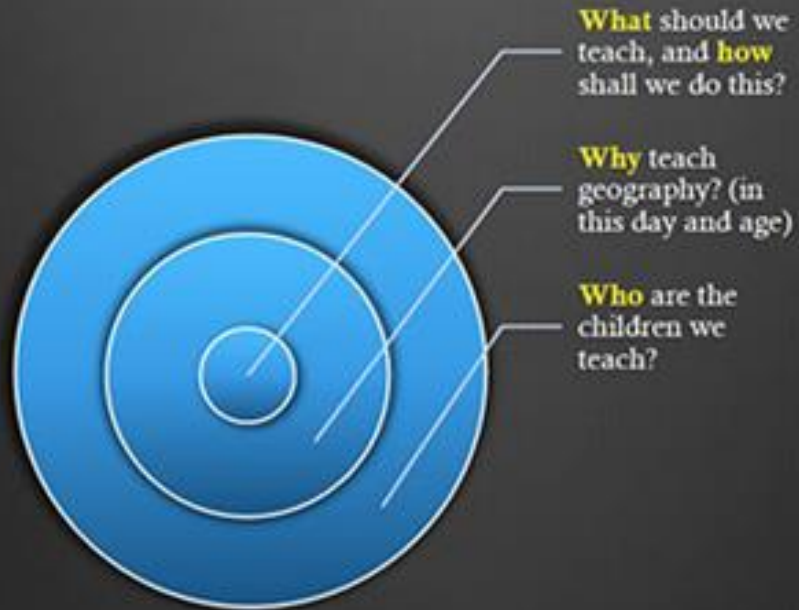 What should we
teach, and how
shall we do this?
Why teach
geography? (in
this day and age)
Who are the
children we
teach?